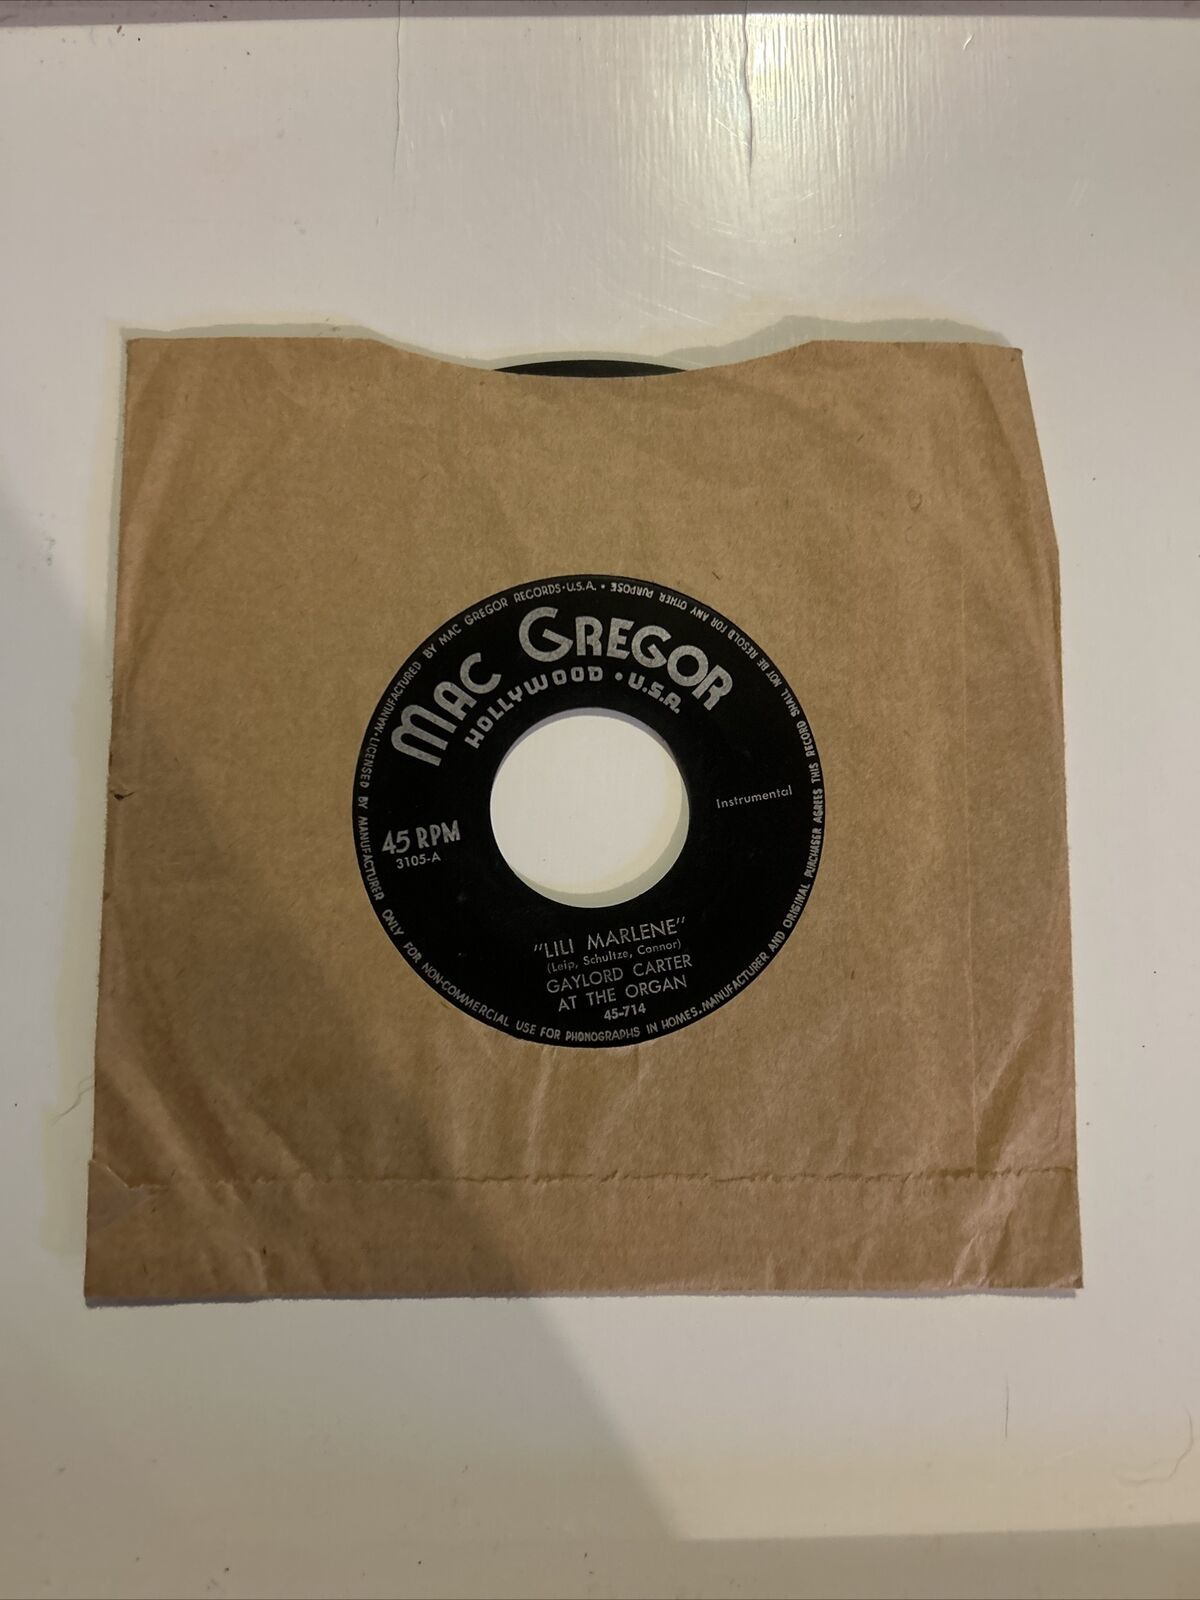 MAC GREGOR
HOLLYWOOD • U.S.A.
Instrumental
45 RPM
3105-A
"LILI MARLENE"
(Leip, Schultze, Connor)
GAYLORD CARTER
AT THE ORGAN
45-714
MANUFACTURED BY MAC GREGOR RECORDS•U.S.A. •
LICENSED BY MANUFACTURER ONLY FOR NON-COMMERCIAL USE FOR PHONOGRAPHS IN HOMES. MANUFACTURER AND ORIGINAL PURCHASER AGREES THIS RECORD SHALL NOT BE RESOLD FOR ANY OTHER PURPOSE